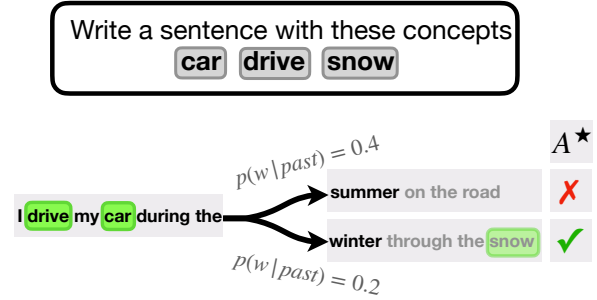 Write a sentence with these concepts
car drive snow
A★
p(w|past) = 0.4
summer on the road ✗
I drive my car during the
winter through the snow ✓
p(w|past) = 0.2